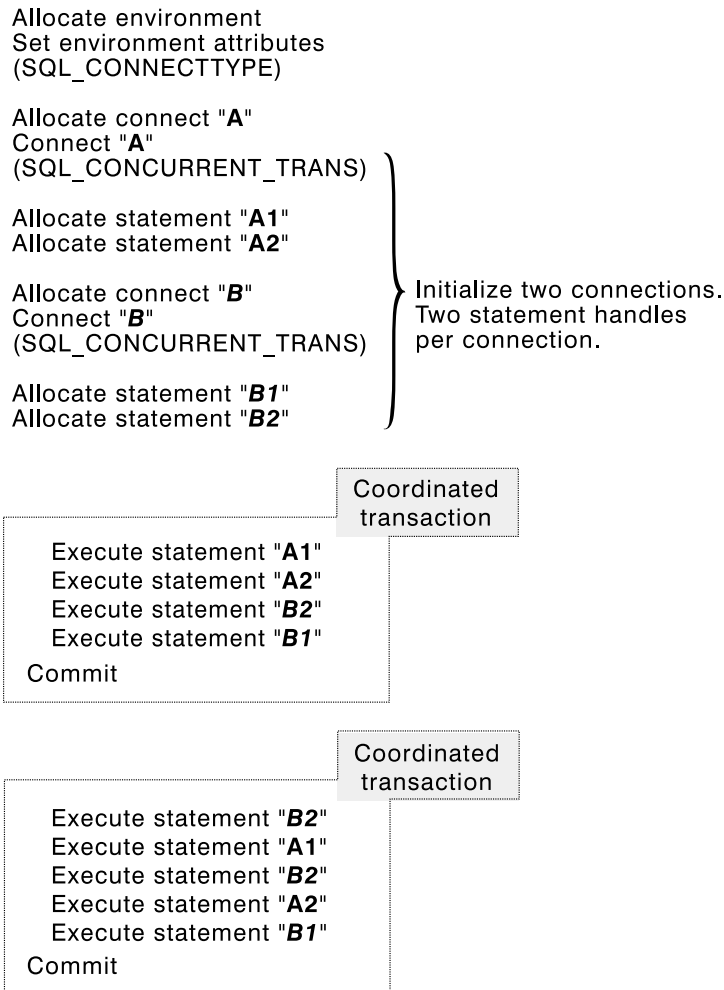 Allocate environment
Set environment attributes
(SQL_CONNECTTYPE)
Allocate connect "A"
Connect "A"
(SQL_CONCURRENT_TRANS)
Allocate statement "A1"
Allocate statement "A2"
Allocate connect "B"
Connect "B"
(SQL_CONCURRENT_TRANS)
Allocate statement "B1"
Allocate statement "B2"
Initialize two connections.
Two statement handles
per connection.
Coordinated
transaction
Execute statement "A1"
Execute statement "A2"
Execute statement "B2"
Execute statement "B1"
Commit
Coordinated
transaction
Execute statement "B2"
Execute statement "A1"
Execute statement "B2"
Execute statement "A2"
Execute statement "B1"
Commit